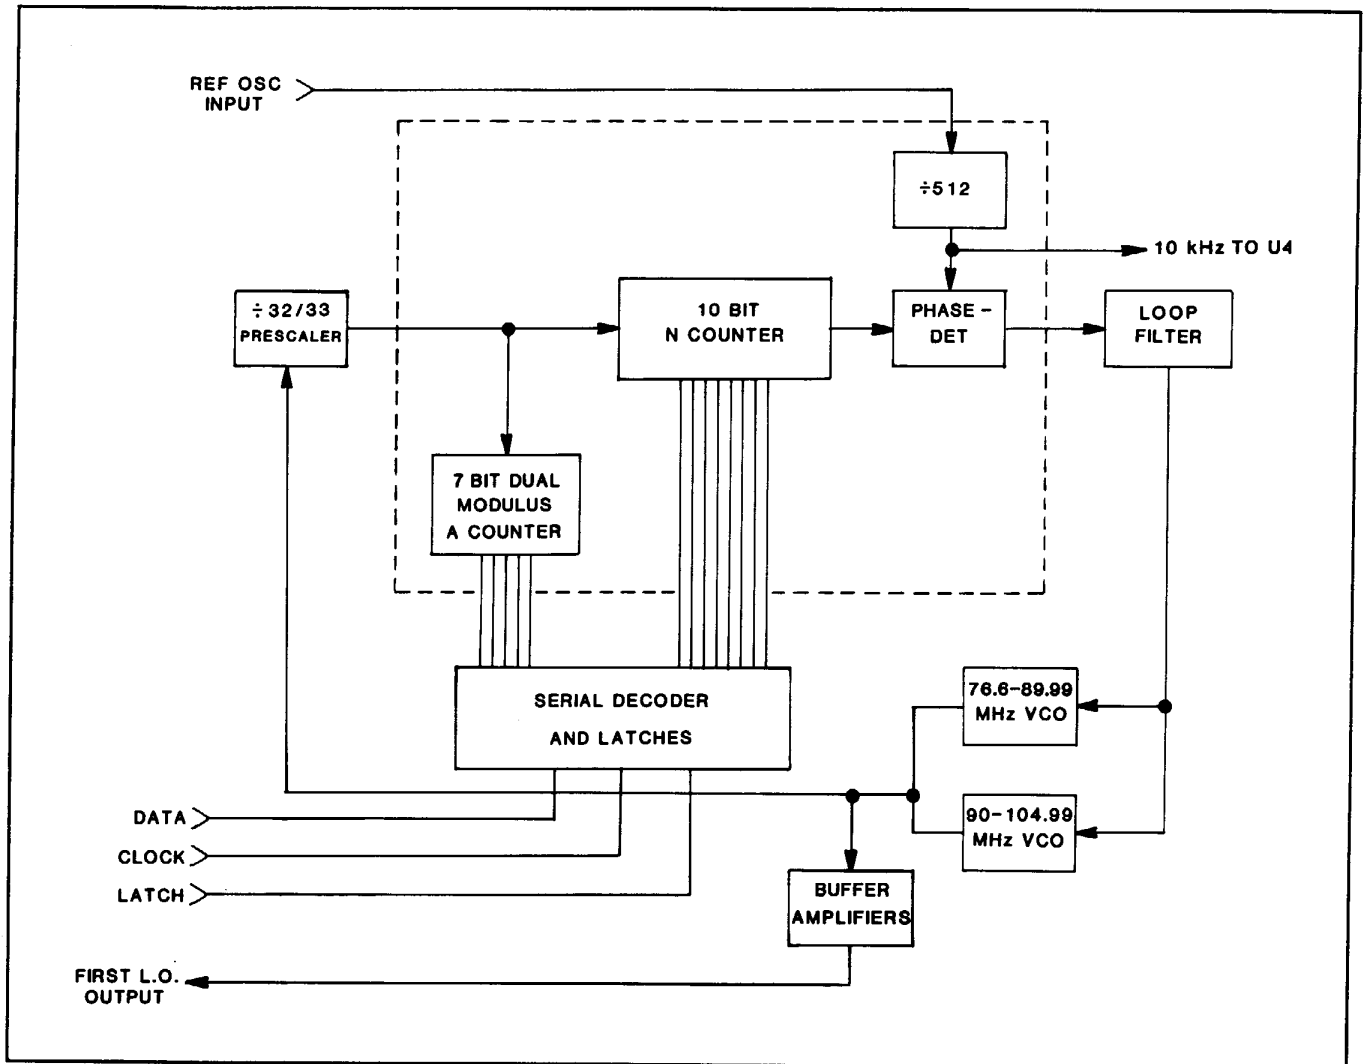 REF OSC
INPUT
÷512
10 kHz TO U4
÷32/33
PRESCALER
10 BIT
N COUNTER
PHASE-
DET
LOOP
FILTER
7 BIT DUAL
MODULUS
A COUNTER
SERIAL DECODER
AND LATCHES
76.6-89.99
MHz VCO
90-104.99
MHz VCO
DATA
CLOCK
LATCH
BUFFER
AMPLIFIERS
FIRST L.O.
OUTPUT